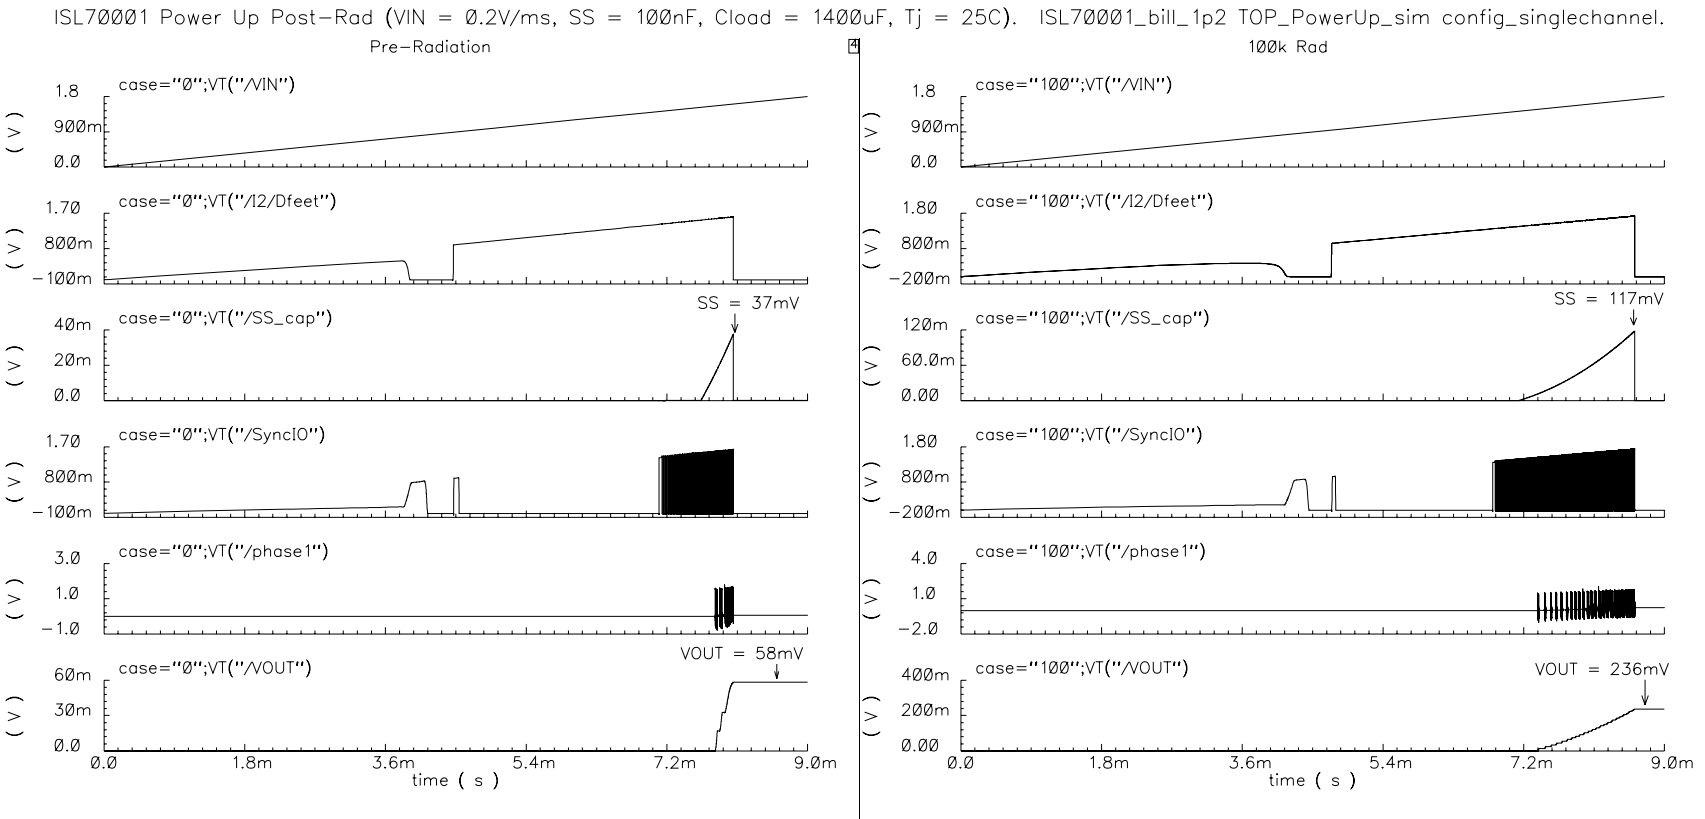 ISL70001 Power Up Post-Rad (VIN = 0.2V/ms, SS = 100nF, Cload = 1400uF, Tj = 25C). ISL70001_bill_1p2 TOP_PowerUp_sim config_singlechannel.
Pre-Radiation
4
case="0";VT("/VIN")
1.8
900m
0.0
( V )
case="0";VT("/I2/Dfeet")
1.70
800m
-100m
( V )
SS = 37mV
case="0";VT("/SS_cap")
40m
20m
0.00
( V )
case="0";VT("/SyncIO")
1.70
800m
-100m
( V )
case="0";VT("/phase1")
3.0
1.0
-1.0
( V )
VOUT = 58mV
case="0";VT("/VOUT")
60m
30m
0.0
( V )
0.0 1.8m 3.6m 5.4m 7.2m 9.0m
time ( s )
100k Rad
case="100";VT("/VIN")
1.8
900m
0.0
( V )
case="100";VT("/I2/Dfeet")
1.80
800m
-200m
( V )
SS = 117mV
case="100";VT("/SS_cap")
120m
60.0m
0.00
( V )
case="100";VT("/SyncIO")
1.80
800m
-200m
( V )
case="100";VT("/phase1")
4.0
1.0
-2.0
( V )
VOUT = 236mV
case="100";VT("/VOUT")
400m
200m
0.00
( V )
0.0 1.8m 3.6m 5.4m 7.2m 9.0m
time ( s )